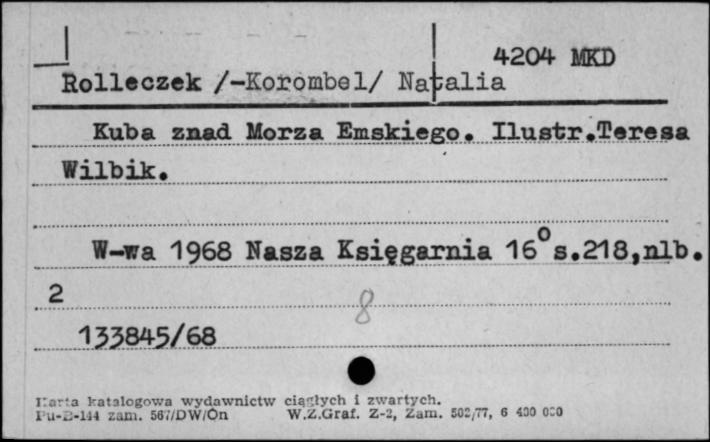 4204 MKD
Rolleczek /-Korombel/ Natalia
Kuba znad Morza Emskiego. Ilustr.Teresa
Wilbik.
W-wa 1968 Nasza Księgarnia 16° s.218,nlb.
2
8
133845/68
Karta katalogowa wydawnictw ciągłych i zwartych.
Pu-B-144 zam. 567/DW/On W.Z.Graf. Z-2, Zam. 502/77, 6 400 000